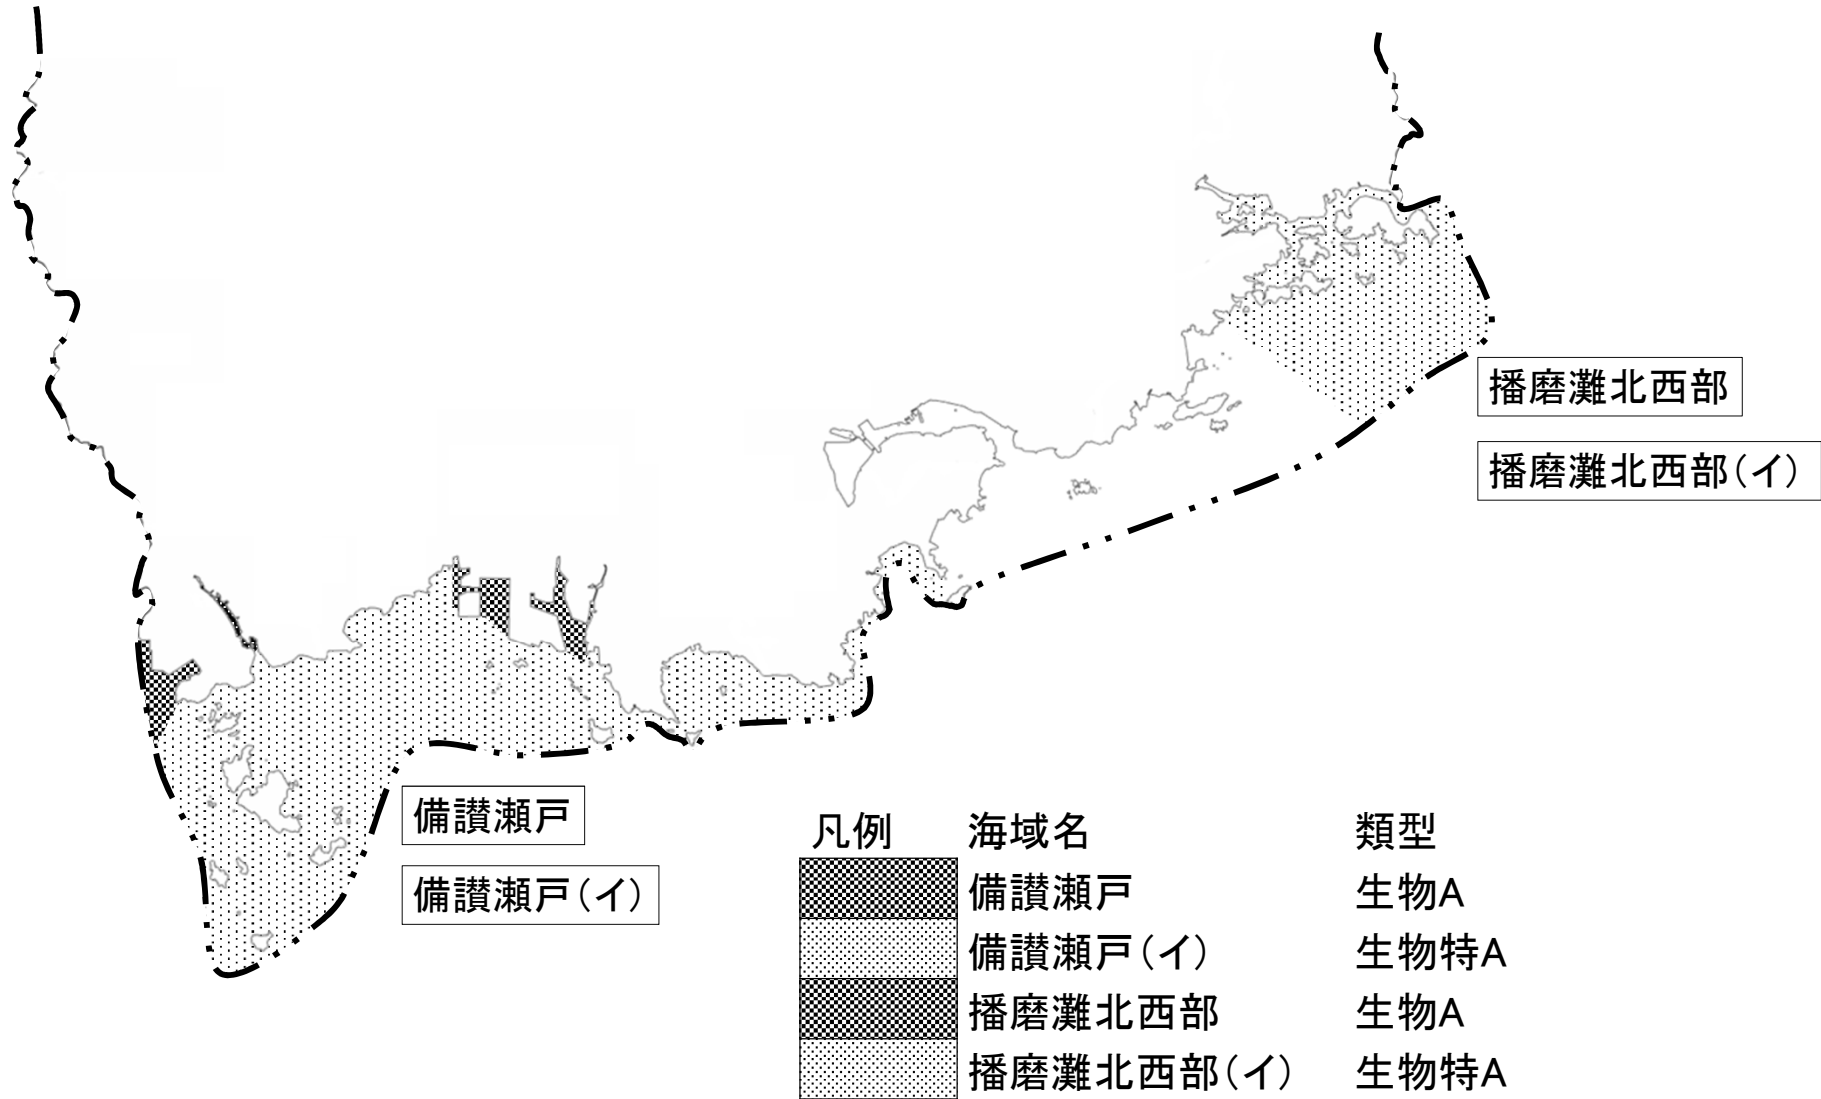 播磨灘北西部
播磨灘北西部(イ)
備讃瀬戸
備讃瀬戸(イ)
凡例 海域名 類型
備讃瀬戸 生物A
備讃瀬戸(イ) 生物特A
播磨灘北西部 生物A
播磨灘北西部(イ) 生物特A